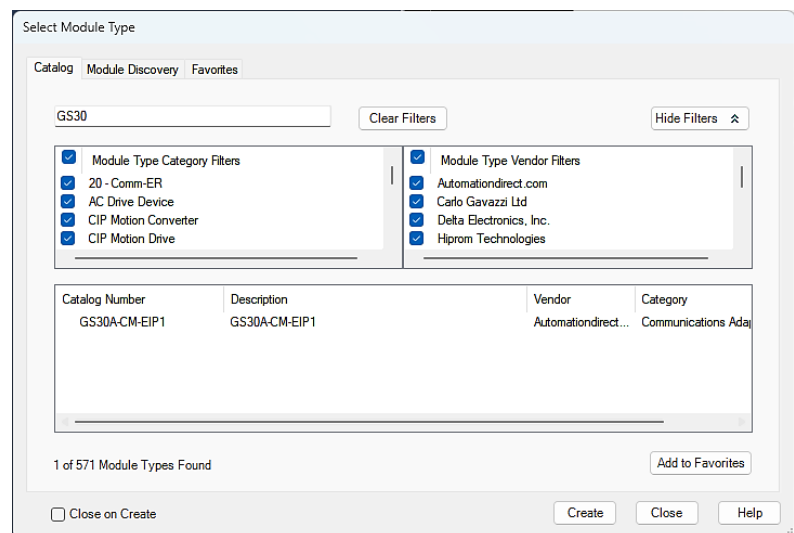 Select Module Type
Catalog Module Discovery Favorites
GS30 Clear Filters Hide Filters
Module Type Category Filters
20 - Comm-ER
AC Drive Device
CIP Motion Converter
CIP Motion Drive
Module Type Vendor Filters
Automationdirect.com
Carlo Gavazzi Ltd
Delta Electronics, Inc.
Hiprom Technologies
Catalog Number Description Vendor Category
GS30A-CM-EIP1 GS30A-CM-EIP1 Automationdirect... Communications Adap
1 of 571 Module Types Found Add to Favorites
Close on Create Create Close Help